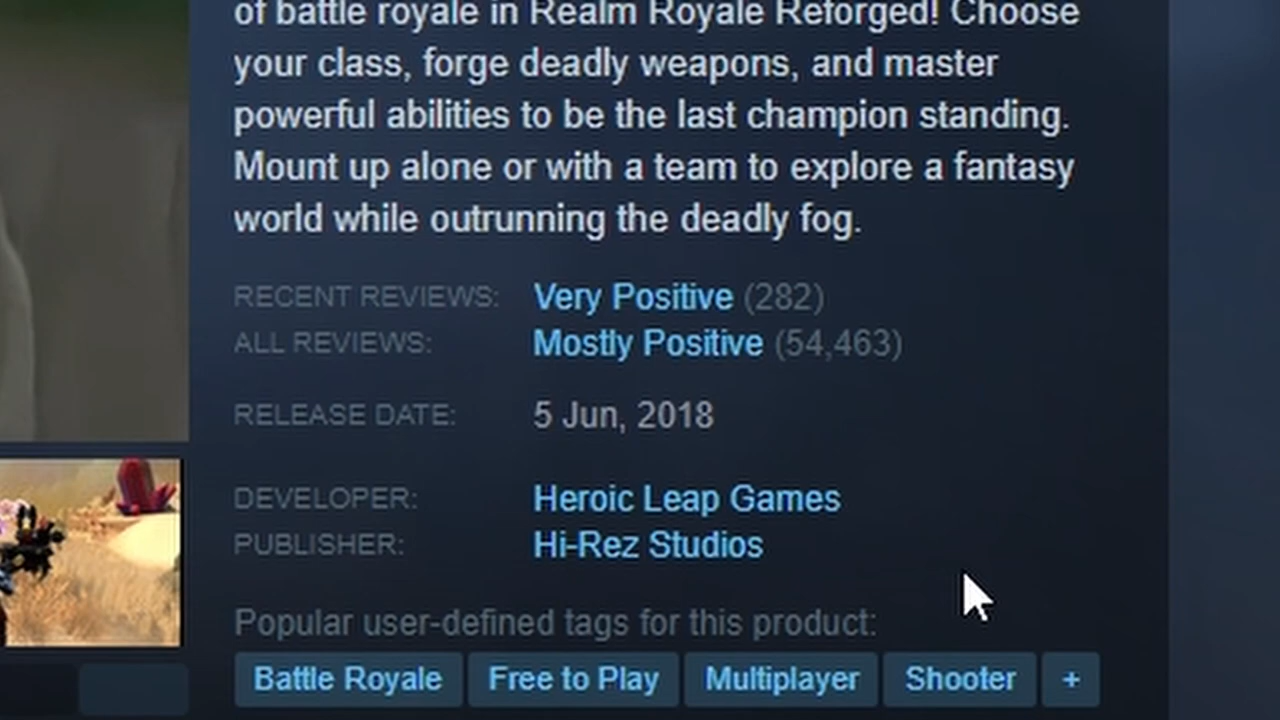 of battle royale in Realm Royale Reforged! Choose
your class, forge deadly weapons, and master
powerful abilities to be the last champion standing.
Mount up alone or with a team to explore a fantasy
world while outrunning the deadly fog.
RECENT REVIEWS: Very Positive (282)
ALL REVIEWS: Mostly Positive (54,463)
RELEASE DATE: 5 Jun, 2018
DEVELOPER: Heroic Leap Games
PUBLISHER: Hi-Rez Studios
Popular user-defined tags for this product:
Battle Royale Free to Play Multiplayer Shooter +